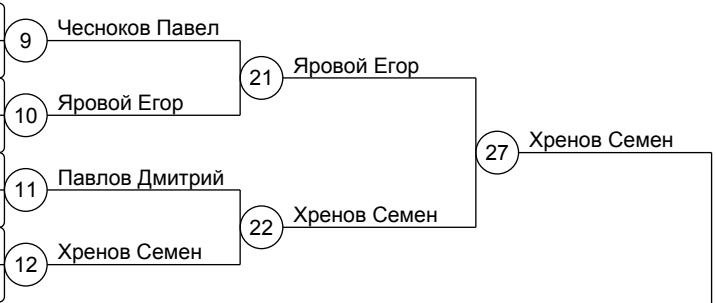 9 Чесноков Павел
21 Яровой Егор
10 Яровой Егор
27 Хренов Семен
11 Павлов Дмитрий
22 Хренов Семен
12 Хренов Семен